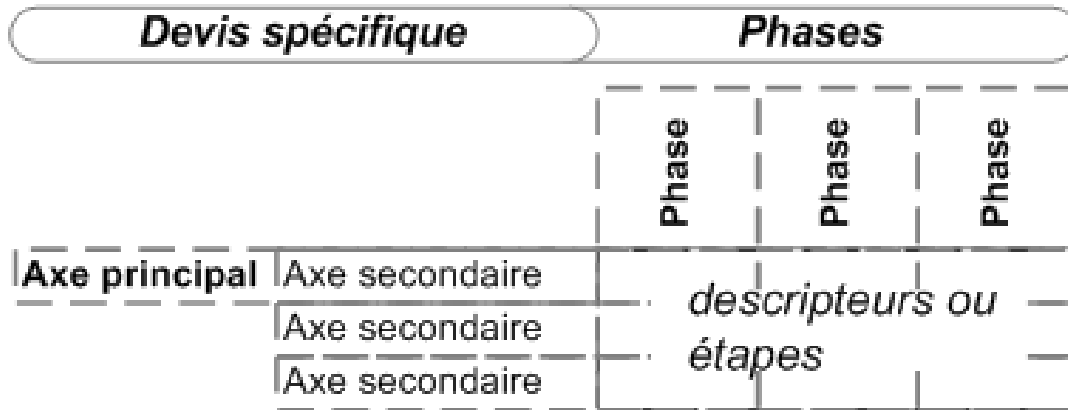 Devis spécifique Phases
Phase Phase Phase
Axe principal Axe secondaire
Axe secondaire
Axe secondaire
descripteurs ou
étapes